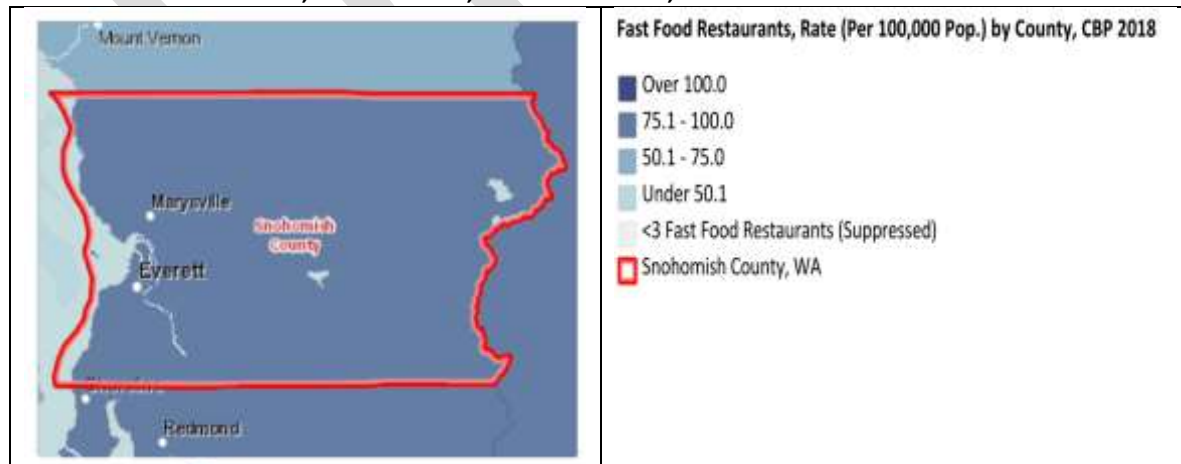 Mount Vernon
Marysville
Snohomish
County
Everett
Shoreline
Redmond
Fast Food Restaurants, Rate (Per 100,000 Pop.) by County, CBP 2018
Over 100.0
75.1 - 100.0
50.1 - 75.0
Under 50.1
<3 Fast Food Restaurants (Suppressed)
Snohomish County, WA